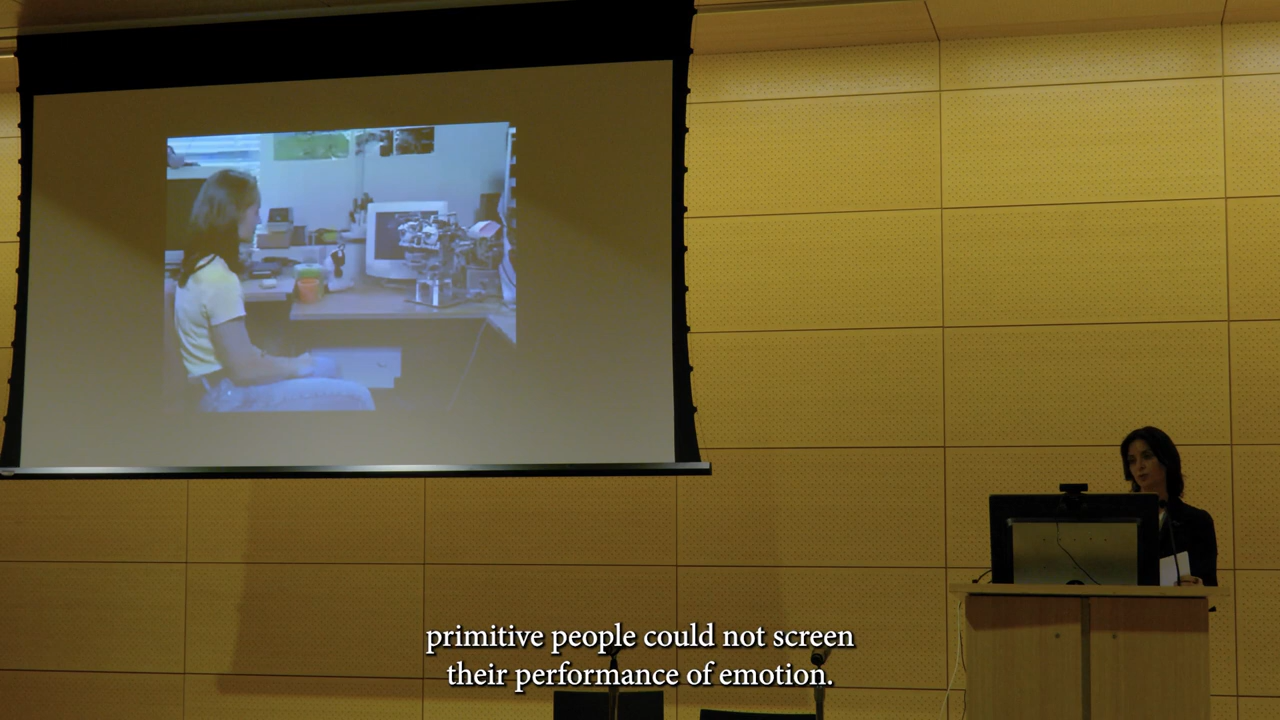 primitive people could not screen
their performance of emotion.